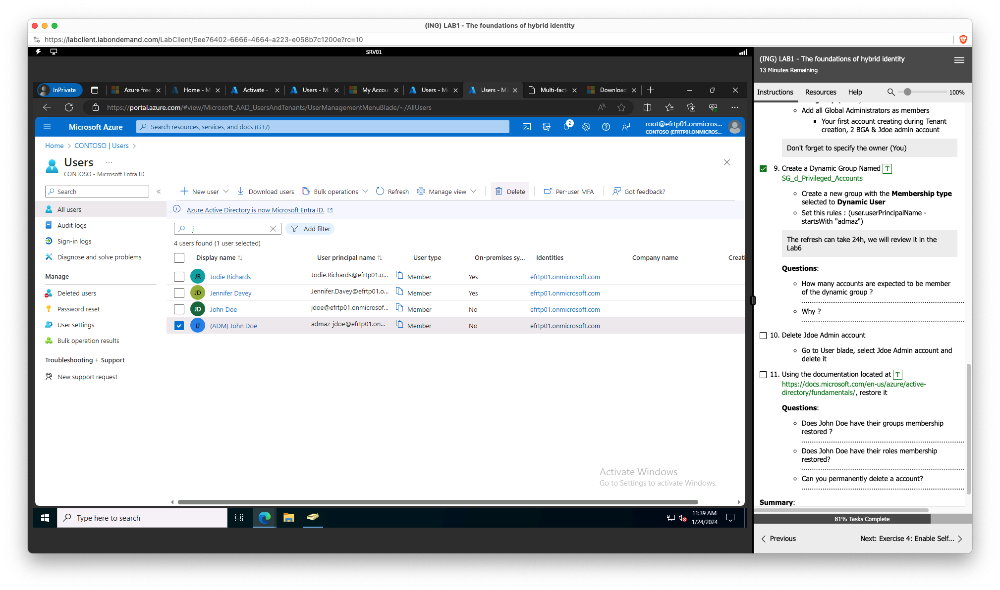 (ING) LAB1 - The foundations of hybrid identity
https://labclient.labondemand.com/LabClient/5ee76402-6666-4664-a223-e058b7c1200e?rc=10
SRV01
InPrivate
Azure free
Home - M
Activate -
Users - Mi
My Accou
Users - Mi
Users - Mi
Multi-fact
Download
https://portal.azure.com/#view/Microsoft_AAD_UsersAndTenants/UserManagementMenuBlade/~/AllUsers
Microsoft Azure
Search resources, services, and docs (G+/)
2
root@efrtp01.onmicros...
CONTOSO (EFRTP01.ONMICROS...
Home > CONTOSO | Users >
Users ...
CONTOSO - Microsoft Entra ID
Search
«
All users
Audit logs
Sign-in logs
Diagnose and solve problems
Manage
Deleted users
Password reset
User settings
Bulk operation results
Troubleshooting + Support
New support request
New user
Download users
Bulk operations
Refresh
Manage view
Delete
Per-user MFA
Got feedback?
Azure Active Directory is now Microsoft Entra ID.
j
Add filter
4 users found (1 user selected)
Display name User principal name User type On-premises sy... Identities Company name Creati
JR Jodie Richards Jodie.Richards@efrtp01.o... Member Yes efrtp01.onmicrosoft.com
JD Jennifer Davey Jennifer.Davey@efrtp01.o... Member Yes efrtp01.onmicrosoft.com
JD John Doe jdoe@efrtp01.onmicrosof... Member No efrtp01.onmicrosoft.com
(J (ADM) John Doe admaz-jdoe@efrtp01.on... Member No efrtp01.onmicrosoft.com
Activate Windows
Go to Settings to activate Windows.
Type here to search
11:39 AM
1/24/2024
(ING) LAB1 - The foundations of hybrid identity
13 Minutes Remaining
Instructions
Resources
Help
100%
Add all Global Administrators as members
Your first account creating during Tenant
creation, 2 BGA & Jdoe admin account
Don't forget to specify the owner (You)
9. Create a Dynamic Group Named T
SG_d_Privileged_Accounts
Create a new group with the Membership type
selected to Dynamic User
Set this rules : (user.userPrincipalName -
startsWith "admaz")
The refresh can take 24h, we will review it in the
Lab6
Questions:
How many accounts are expected to be member
of the dynamic group ?
Why ?
10. Delete Jdoe Admin account
Go to User blade, select Jdoe Admin account and
delete it
11. Using the documentation located at T
https://docs.microsoft.com/en-us/azure/active-
directory/fundamentals/, restore it
Questions:
Does John Doe have their groups membership
restored ?
Does John Doe have their roles membership
restored?
Can you permanently delete a account?
Summary:
81% Tasks Complete
Previous
Next: Exercise 4: Enable Self...